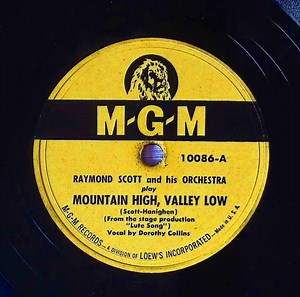 M-G-M
10086-A
RAYMOND SCOTT and his ORCHESTRA
play
MOUNTAIN HIGH, VALLEY LOW
(Scott-Hanighen)
(From the stage production
"Lute Song")
Vocal by Dorothy Collins
M-G-M RECORDS — A DIVISION OF LOEW'S INCORPORATED — Made in U. S. A.